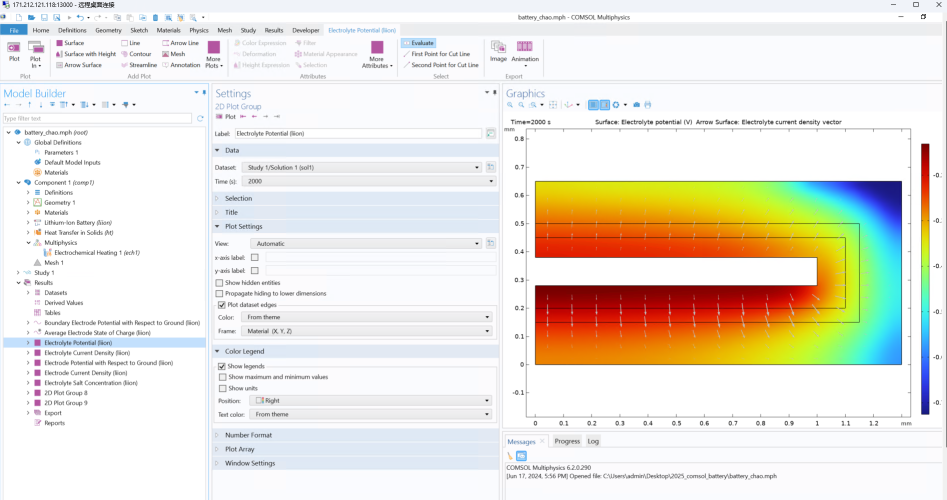 171.212.121.118:13000 - 远程桌面连接
battery_chao.mph - COMSOL Multiphysics
File Home Definitions Geometry Sketch Materials Physics Mesh Study Results Developer Electrolyte Potential (liion)
Plot
Plot In
Plot
Surface
Surface with Height
Arrow Surface
Line
Contour
Streamline
Arrow Line
Mesh
Annotation
More Plots
Add Plot
Color Expression
Deformation
Height Expression
Filter
Material Appearance
Selection
More Attributes
Attributes
Evaluate
First Point for Cut Line
Second Point for Cut Line
Select
Image
Animation
Export
Model Builder
Type filter text
battery_chao.mph (root)
Global Definitions
Parameters 1
Default Model Inputs
Materials
Component 1 (comp1)
Definitions
Geometry 1
Materials
Lithium-Ion Battery (liion)
Heat Transfer in Solids (ht)
Multiphysics
Electrochemical Heating 1 (ech1)
Mesh 1
Study 1
Results
Datasets
Derived Values
Tables
Boundary Electrode Potential with Respect to Ground (liion)
Average Electrode State of Charge (liion)
Electrolyte Potential (liion)
Electrolyte Current Density (liion)
Electrode Potential with Respect to Ground (liion)
Electrode Current Density (liion)
Electrolyte Salt Concentration (liion)
2D Plot Group 8
2D Plot Group 9
Export
Reports
Settings
2D Plot Group
Plot
Label: Electrolyte Potential (liion)
Data
Dataset: Study 1/Solution 1 (sol1)
Time (s): 2000
Selection
Title
Plot Settings
View: Automatic
x-axis label:
y-axis label:
Show hidden entities
Propagate hiding to lower dimensions
Plot dataset edges
Color: From theme
Frame: Material (X, Y, Z)
Color Legend
Show legends
Show maximum and minimum values
Show units
Position: Right
Text color: From theme
Number Format
Plot Array
Window Settings
Graphics
Time=2000 s Surface: Electrolyte potential (V) Arrow Surface: Electrolyte current density vector
mm
0.8
0.7
0.6
0.5
0.4
0.3
0.2
0.1
0
-0.1
0 0.1 0.2 0.3 0.4 0.5 0.6 0.7 0.8 0.9 1 1.1 1.2 mm
Messages Progress Log
COMSOL Multiphysics 6.2.0.290
[Jun 17, 2024, 5:56 PM] Opened file: C:\Users\admin\Desktop\2025_comsol_battery\battery_chao.mph